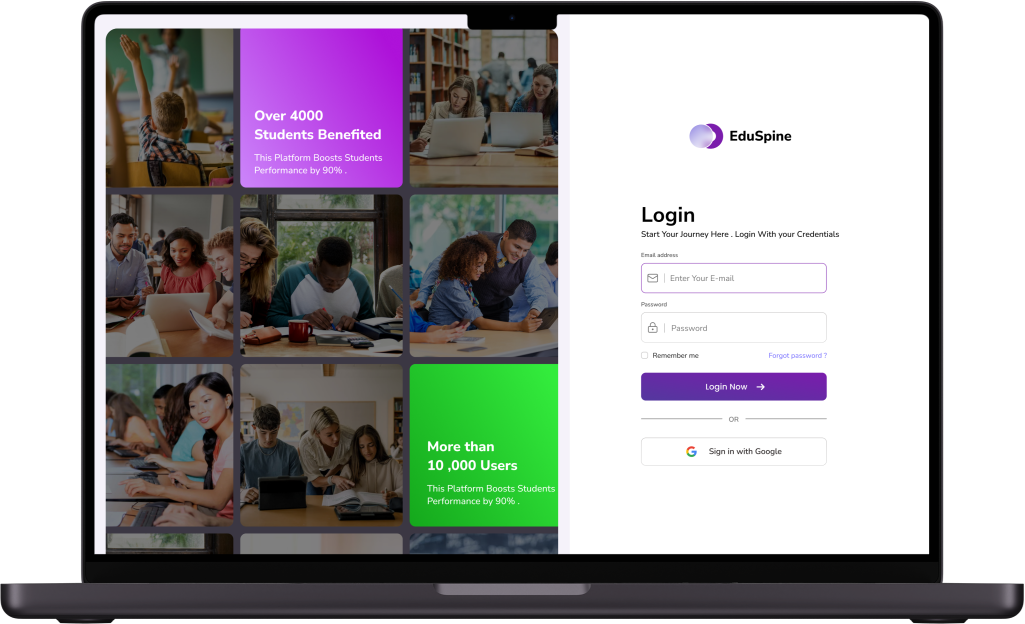 Over 4000
Students Benefited
This Platform Boosts Students
Performance by 90% .
More than
10 ,000 Users
This Platform Boosts Students
Performance by 90% .
EduSpine
Login
Start Your Journey Here . Login With your Credentials
Email address
Enter Your E-mail
Password
Password
Remember me
Forgot password ?
Login Now
OR
Sign in with Google